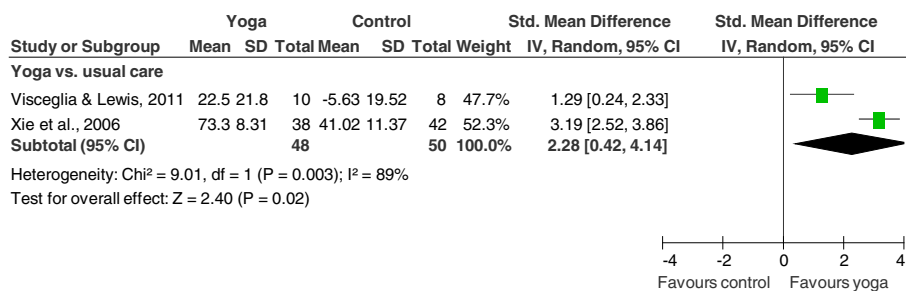 Yoga Control Std. Mean Difference Std. Mean Difference
Study or Subgroup Mean SD Total Mean SD Total Weight IV, Random, 95% CI IV, Random, 95% CI
Yoga vs. usual care
Visceglia & Lewis, 2011 22.5 21.8 10 -5.63 19.52 8 47.7% 1.29 [0.24, 2.33]
Xie et al., 2006 73.3 8.31 38 41.02 11.37 42 52.3% 3.19 [2.52, 3.86]
Subtotal (95% CI) 48 50 100.0% 2.28 [0.42, 4.14]
Heterogeneity: Chi² = 9.01, df = 1 (P = 0.003); I² = 89%
Test for overall effect: Z = 2.40 (P = 0.02)
-4 -2 0 2 4
Favours control Favours yoga